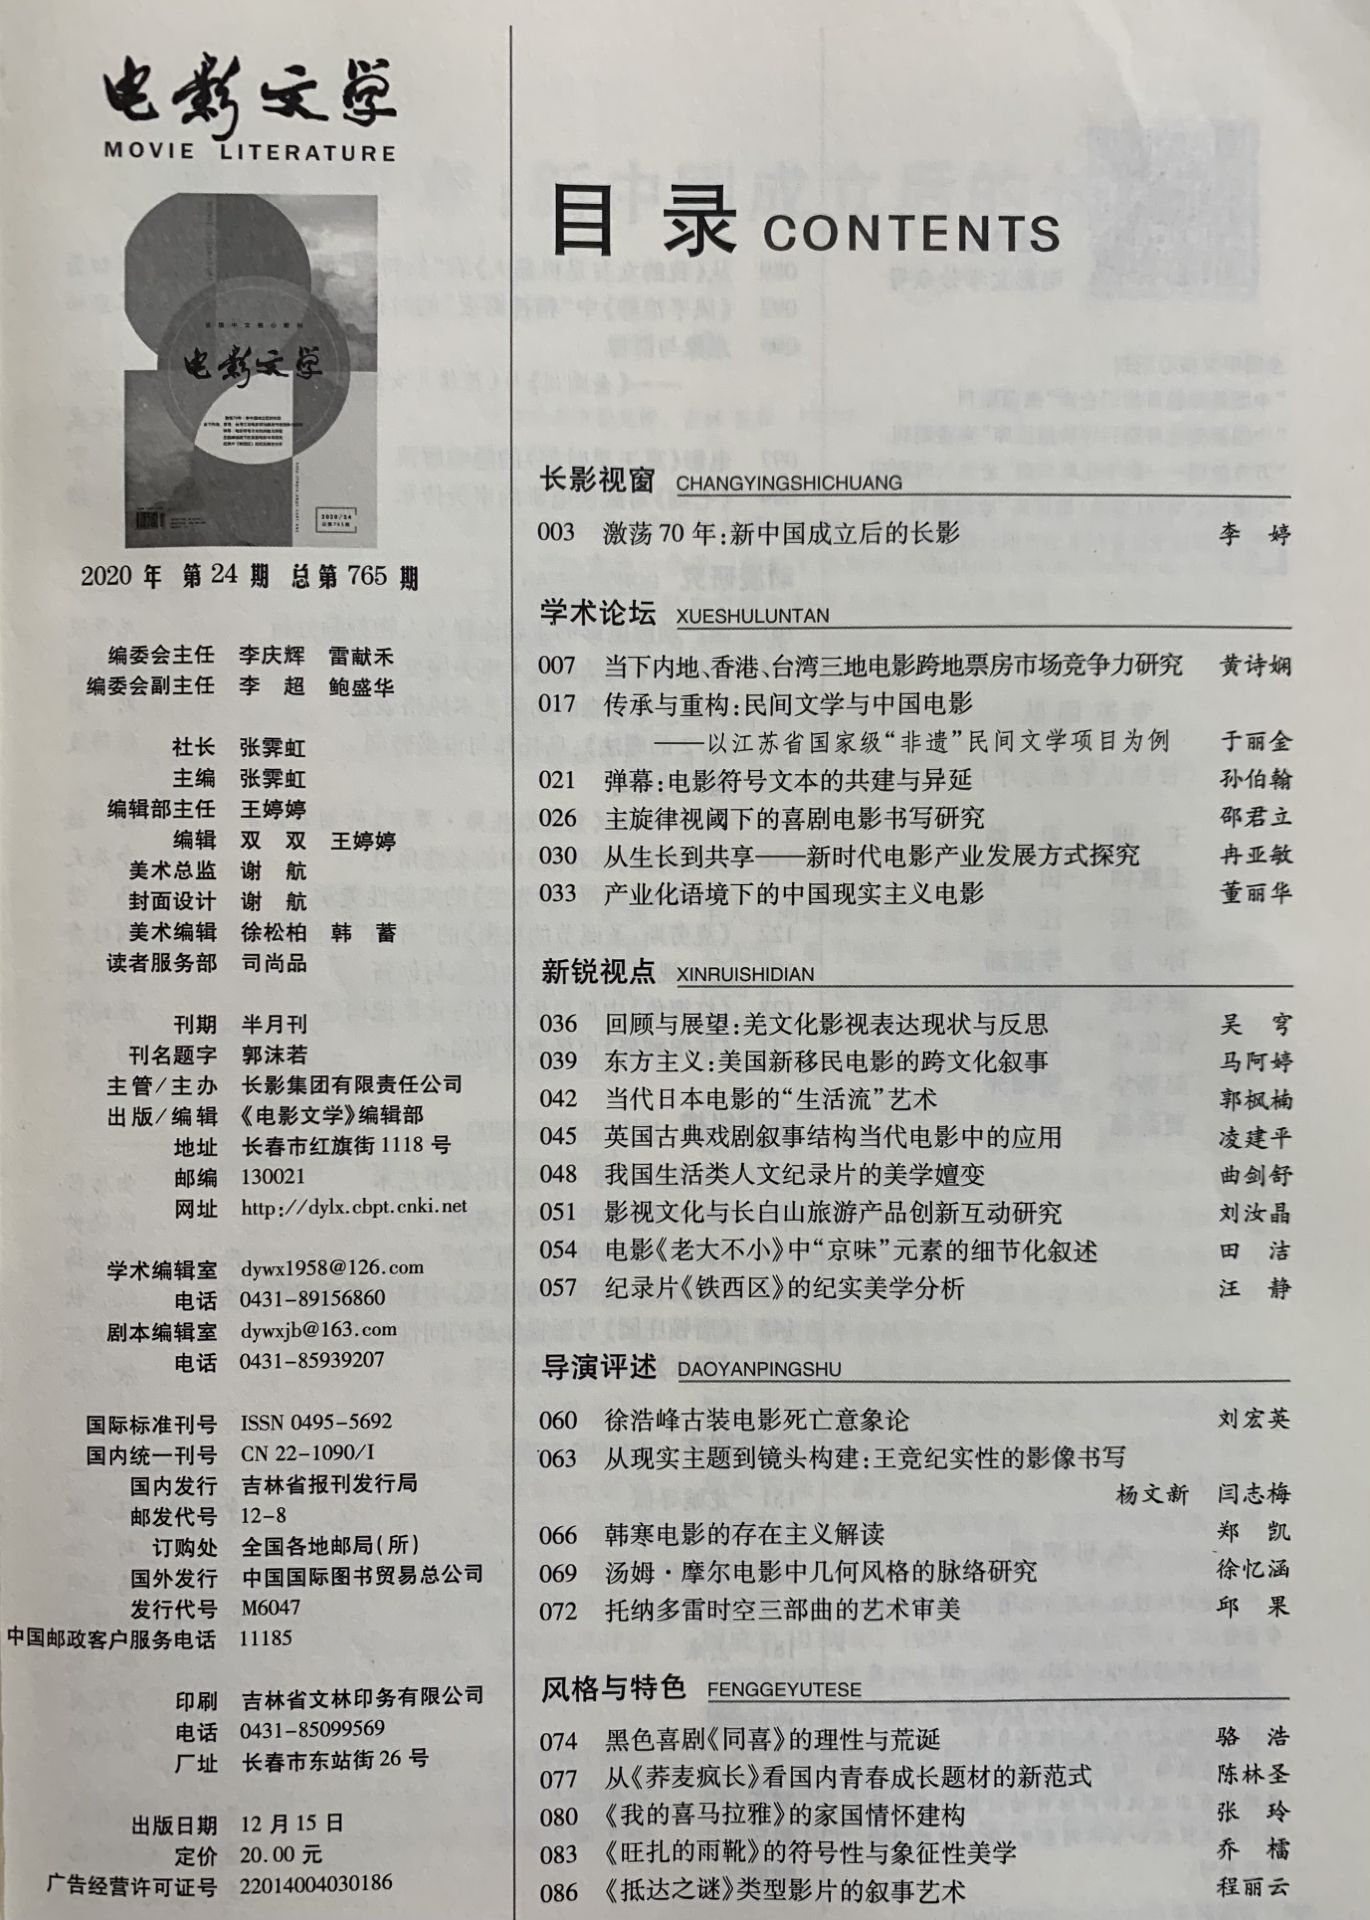 电影文学
MOVIE LITERATURE
电影文学
2020/24
总第765期
2020年 第24期 总第765期
编委会主任 李庆辉 雷献禾
编委会副主任 李 超 鲍盛华
社长 张霁虹
主编 张霁虹
编辑部主任 王婷婷
编辑 双 双 王婷婷
美术总监 谢 航
封面设计 谢 航
美术编辑 徐松柏 韩 蓄
读者服务部 司尚品
刊期 半月刊
刊名题字 郭沫若
主管/主办 长影集团有限责任公司
出版/编辑 《电影文学》编辑部
地址 长春市红旗街1118号
邮编 130021
网址 http://dylx.cbpt.cnki.net
学术编辑室 dywx1958@126.com
电话 0431-89156860
剧本编辑室 dywxjb@163.com
电话 0431-85939207
国际标准刊号 ISSN 0495-5692
国内统一刊号 CN 22-1090/I
国内发行 吉林省报刊发行局
邮发代号 12-8
订购处 全国各地邮局(所)
国外发行 中国国际图书贸易总公司
发行代号 M6047
中国邮政客户服务电话 11185
印刷 吉林省文林印务有限公司
电话 0431-85099569
厂址 长春市东站街26号
出版日期 12月15日
定价 20.00元
广告经营许可证号 22014004030186
目 录 CONTENTS
长影视窗 CHANGYINGSHICHUANG
003 激荡70年:新中国成立后的长影 李 婷
学术论坛 XUESHULUNTAN
007 当下内地、香港、台湾三地电影跨地票房市场竞争力研究 黄诗娴
017 传承与重构:民间文学与中国电影
——以江苏省国家级“非遗”民间文学项目为例 于丽金
021 弹幕:电影符号文本的共建与异延 孙伯翰
026 主旋律视阈下的喜剧电影书写研究 邵君立
030 从生长到共享——新时代电影产业发展方式探究 冉亚敏
033 产业化语境下的中国现实主义电影 董丽华
新锐视点 XINRUISHIDIAN
036 回顾与展望:羌文化影视表达现状与反思 吴 穹
039 东方主义:美国新移民电影的跨文化叙事 马阿婷
042 当代日本电影的“生活流”艺术 郭枫楠
045 英国古典戏剧叙事结构当代电影中的应用 凌建平
048 我国生活类人文纪录片的美学嬗变 曲剑舒
051 影视文化与长白山旅游产品创新互动研究 刘汝晶
054 电影《老大不小》中“京味”元素的细节化叙述 田 洁
057 纪录片《铁西区》的纪实美学分析 汪 静
导演评述 DAOYANPINGSHU
060 徐浩峰古装电影死亡意象论 刘宏英
063 从现实主题到镜头构建:王竞纪实性的影像书写
杨文新 闫志梅
066 韩寒电影的存在主义解读 郑 凯
069 汤姆·摩尔电影中几何风格的脉络研究 徐忆涵
072 托纳多雷时空三部曲的艺术审美 邱 果
风格与特色 FENGGEYUTESE
074 黑色喜剧《同喜》的理性与荒诞 骆 浩
077 从《荞麦疯长》看国内青春成长题材的新范式 陈林圣
080 《我的喜马拉雅》的家国情怀建构 张 玲
083 《旺扎的雨靴》的符号性与象征性美学 乔 檑
086 《抵达之谜》类型影片的叙事艺术 程丽云